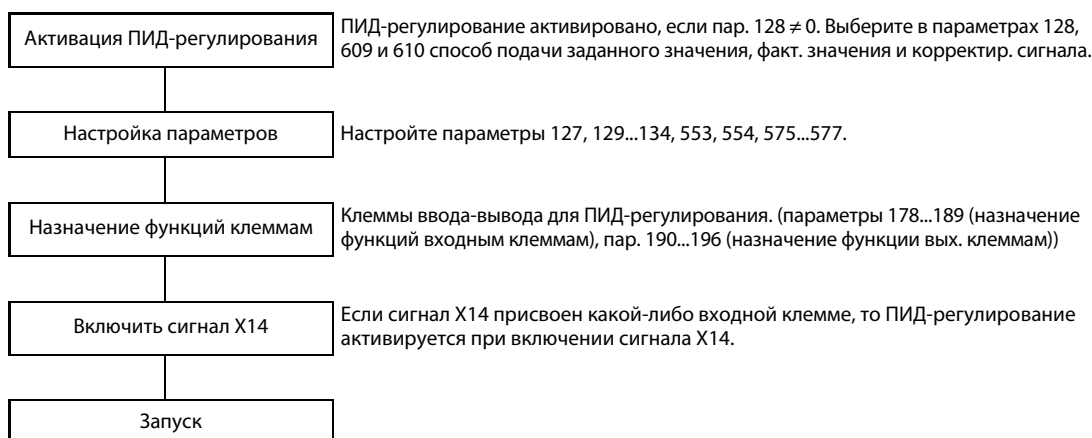 Активация ПИД-регулирования
ПИД-регулирование активировано, если пар. 128 ≠ 0. Выберите в параметрах 128,
609 и 610 способ подачи заданного значения, факт. значения и корректир. сигнала.
Настройка параметров
Настройте параметры 127, 129...134, 553, 554, 575...577.
Назначение функций клеммам
Клеммы ввода-вывода для ПИД-регулирования. (параметры 178...189 (назначение
функций входным клеммам), пар. 190...196 (назначение функции вых. клеммам))
Включить сигнал X14
Если сигнал X14 присвоен какой-либо входной клемме, то ПИД-регулирование
активируется при включении сигнала X14.
Запуск